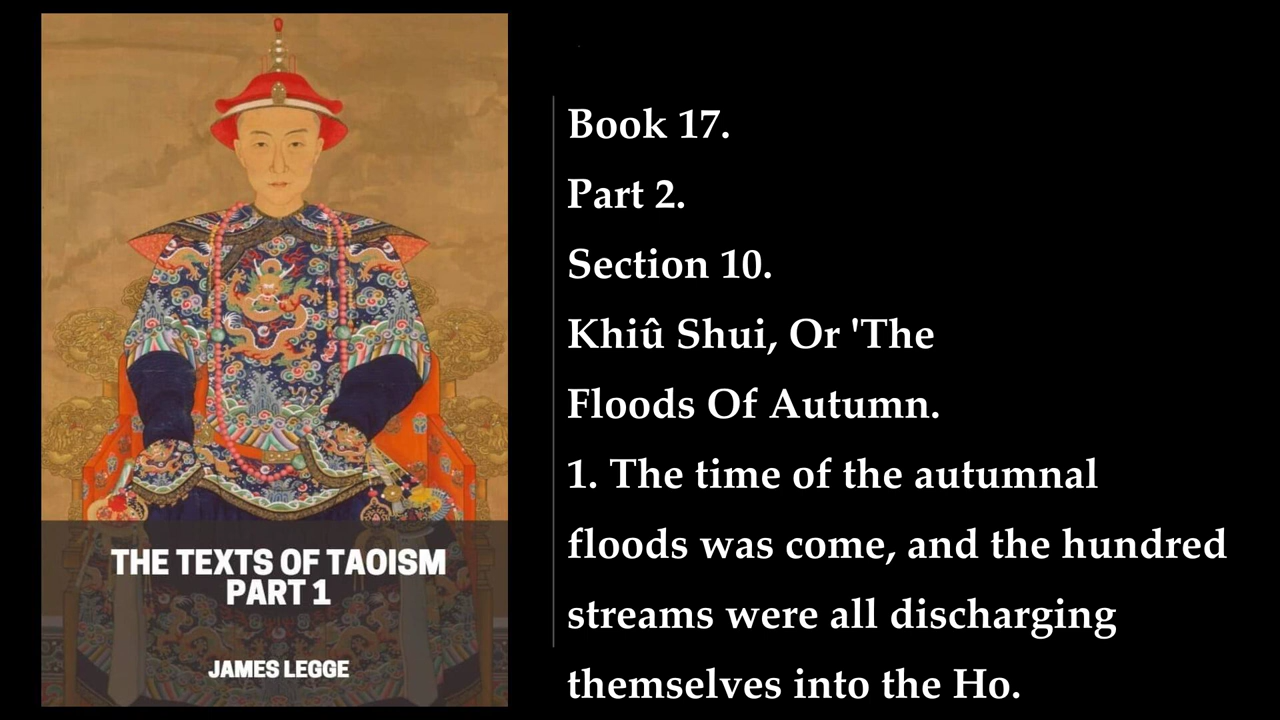 THE TEXTS OF TAOISM
PART 1
JAMES LEGGE
Book 17.
Part 2.
Section 10.
Khiû Shui, Or 'The
Floods Of Autumn.
1. The time of the autumnal
floods was come, and the hundred
streams were all discharging
themselves into the Ho.